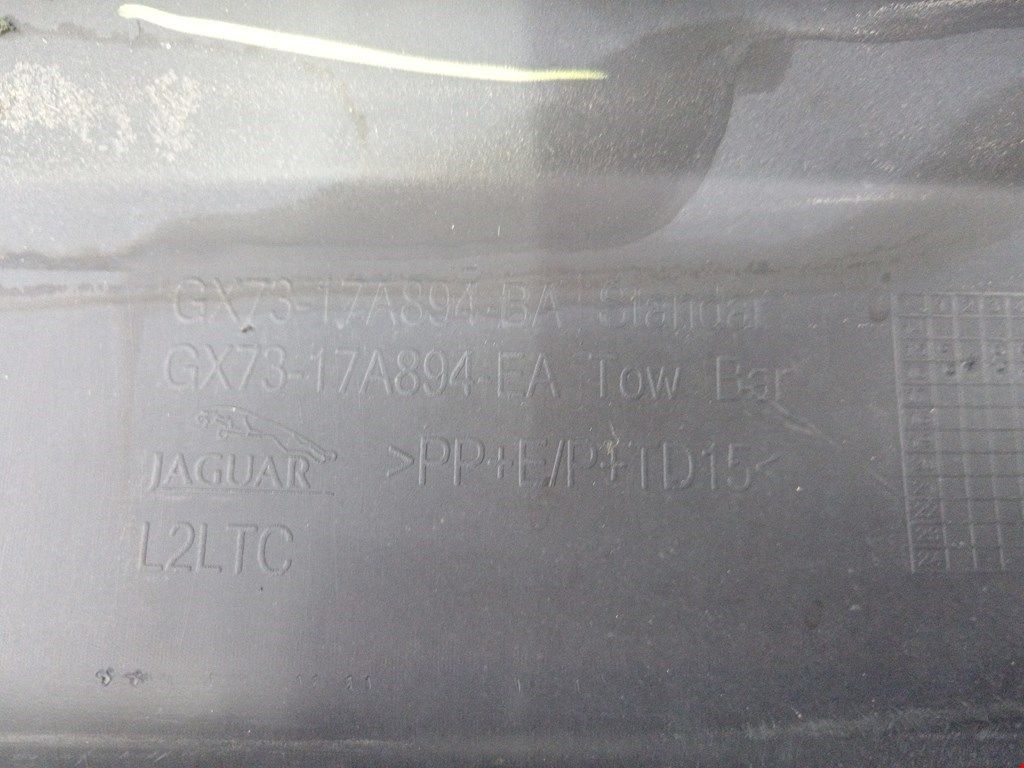 GX73-17A894-BA Standar
GX73-17A894-EA Tow Bar
JAGUAR
>PP+E/P+TD15<
L2LTC